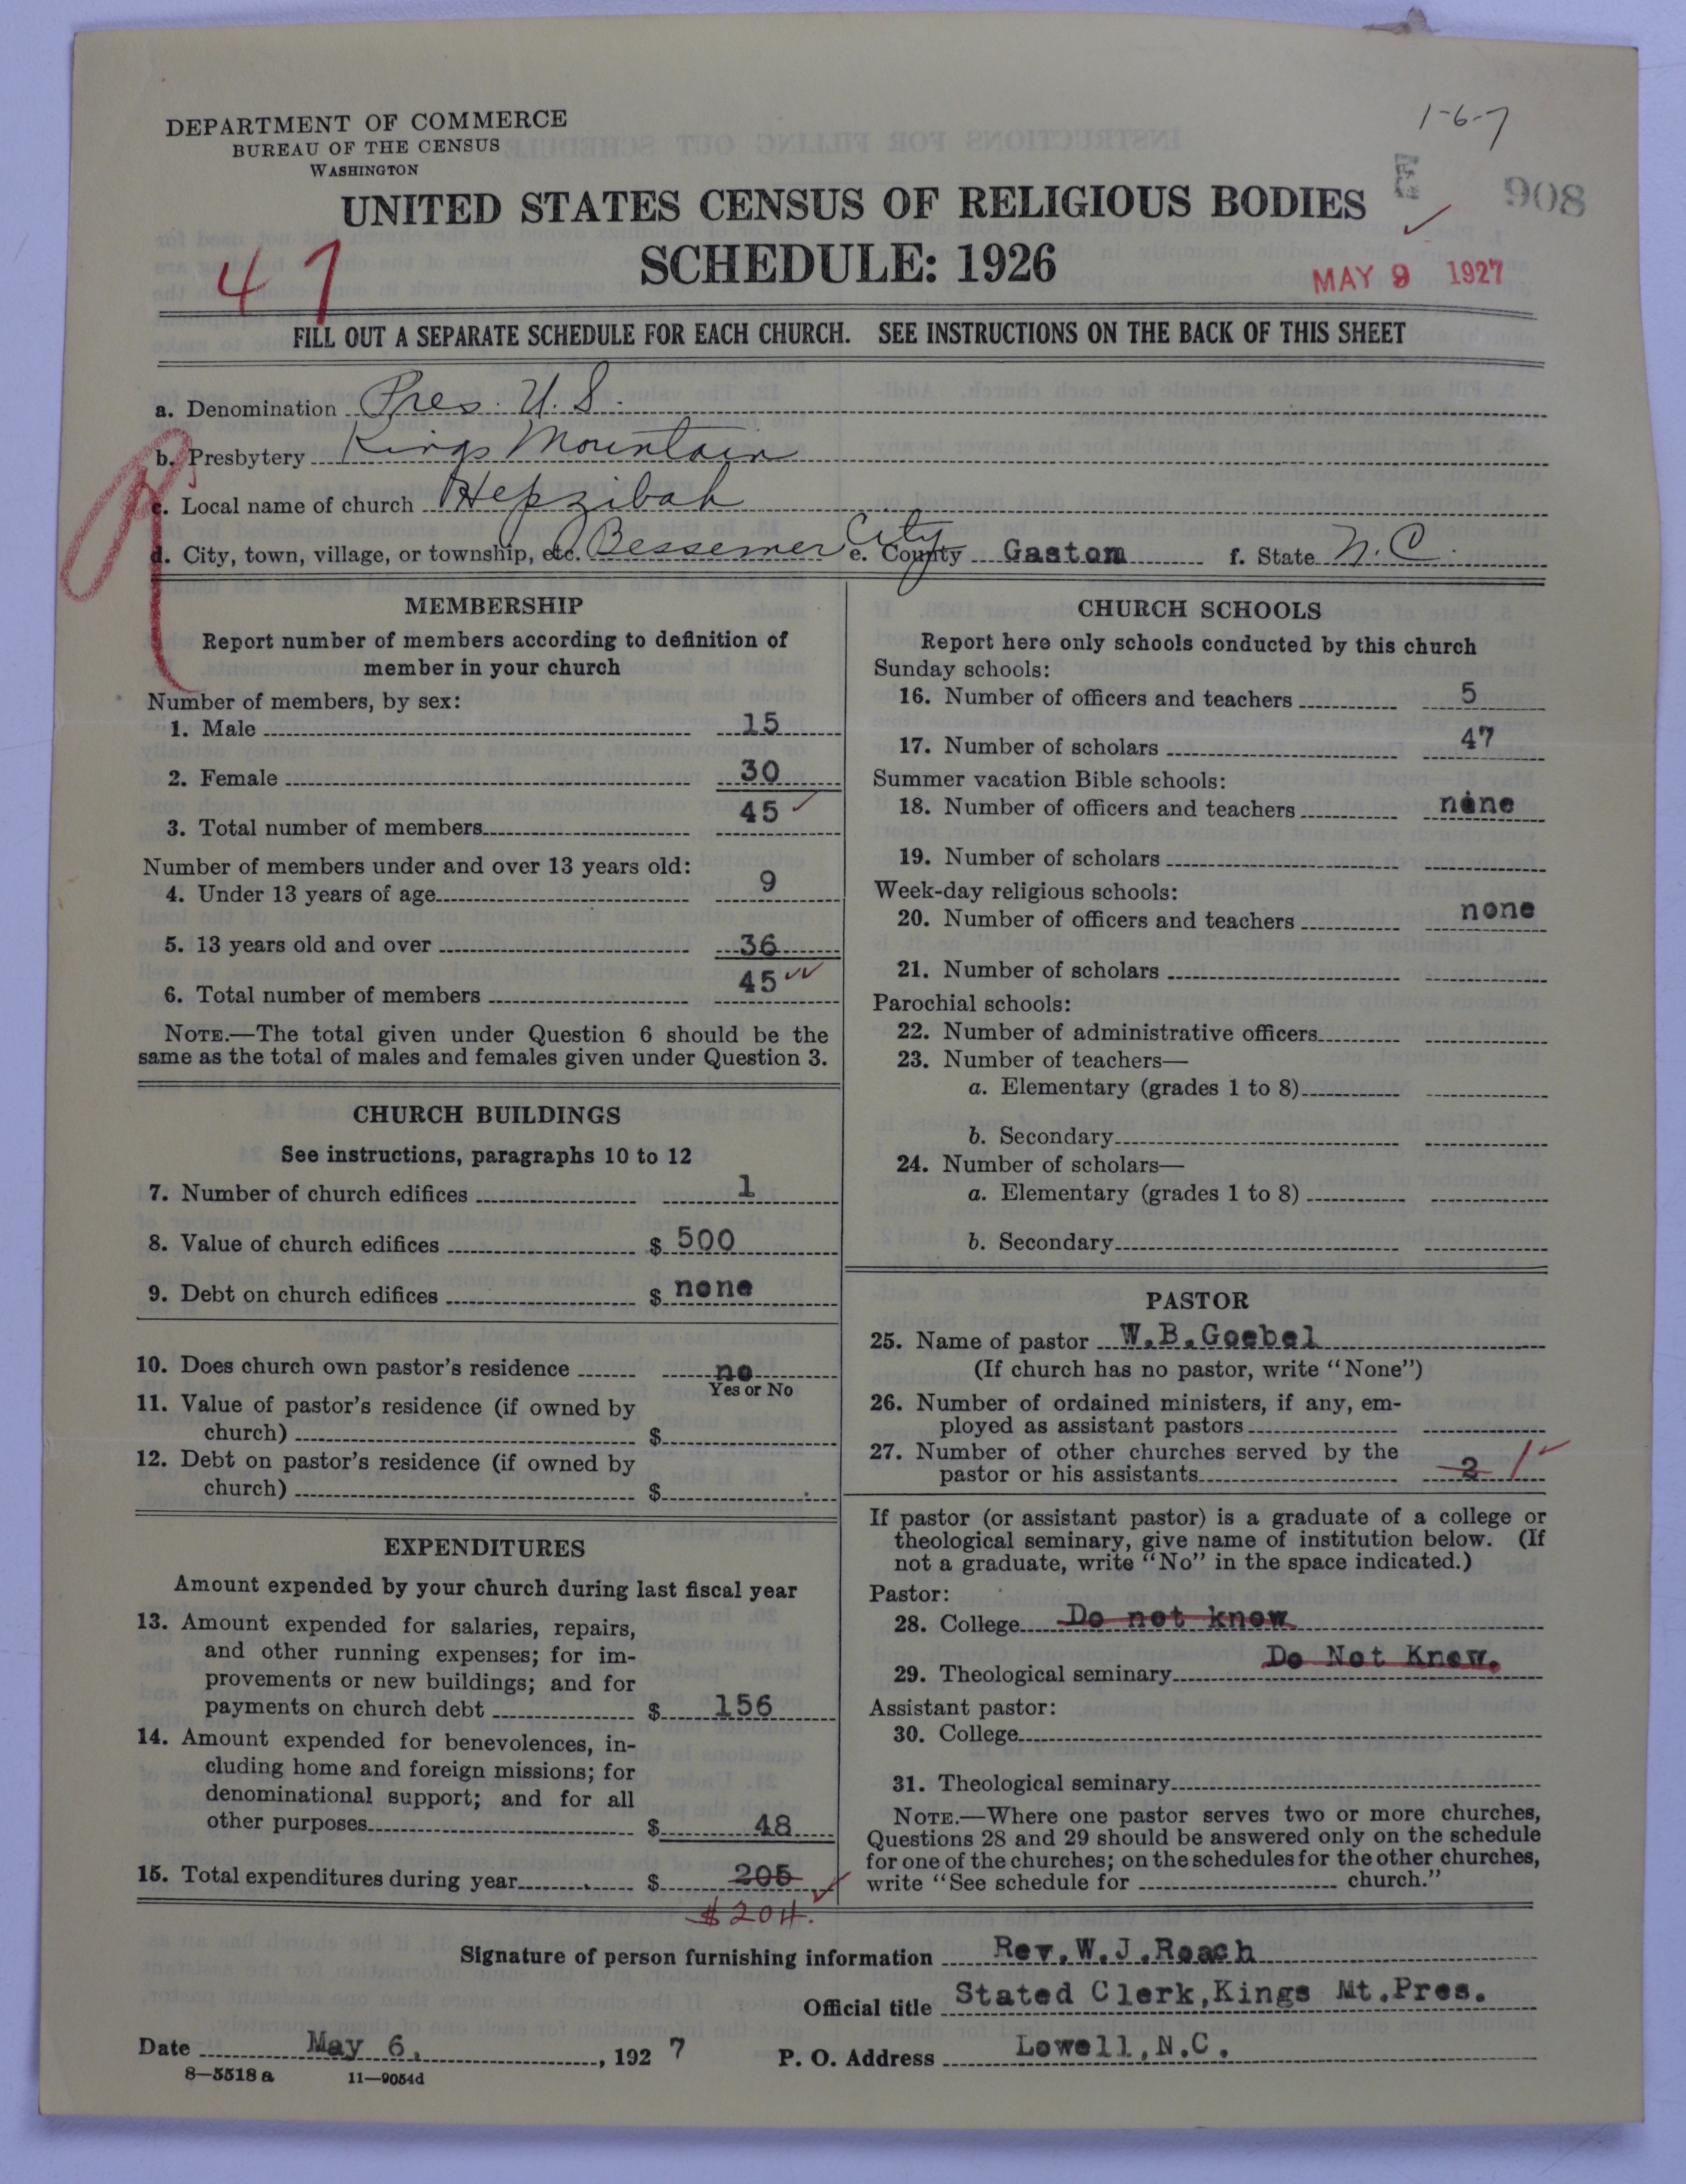 1-6-7
DEPARTMENT OF COMMERCE
BUREAU OF THE CENSUS
WASHINGTON
E 908
UNITED STATES CENSUS OF RELIGIOUS BODIES
SCHEDULE: 1926
47
MAY 9 1927
FILL OUT A SEPARATE SCHEDULE FOR EACH CHURCH. SEE INSTRUCTIONS ON THE BACK OF THIS SHEET
a. Denomination Pres. U.S.
b. Presbytery Kings Mountain
c. Local name of church Hepzibah
d. City, town, village, or township, etc. Bessemer City e. County Gastom f. State N.C.
MEMBERSHIP
Report number of members according to definition of
member in your church
Number of members, by sex:
1. Male 15
2. Female 30
3. Total number of members 45
Number of members under and over 13 years old:
4. Under 13 years of age 9
5. 13 years old and over 36
6. Total number of members 45
NOTE.—The total given under Question 6 should be the
same as the total of males and females given under Question 3.
CHURCH BUILDINGS
See instructions, paragraphs 10 to 12
7. Number of church edifices 1
8. Value of church edifices $ 500
9. Debt on church edifices $ none
10. Does church own pastor's residence no
Yes or No
11. Value of pastor's residence (if owned by
church) $
12. Debt on pastor's residence (if owned by
church) $
EXPENDITURES
Amount expended by your church during last fiscal year
13. Amount expended for salaries, repairs,
and other running expenses; for im-
provements or new buildings; and for
payments on church debt $ 156
14. Amount expended for benevolences, in-
cluding home and foreign missions; for
denominational support; and for all
other purposes $ 48
15. Total expenditures during year $ 205
$204.
CHURCH SCHOOLS
Report here only schools conducted by this church
Sunday schools:
16. Number of officers and teachers 5
17. Number of scholars 47
Summer vacation Bible schools:
18. Number of officers and teachers none
19. Number of scholars
Week-day religious schools:
20. Number of officers and teachers none
21. Number of scholars
Parochial schools:
22. Number of administrative officers
23. Number of teachers—
a. Elementary (grades 1 to 8)
b. Secondary
24. Number of scholars—
a. Elementary (grades 1 to 8)
b. Secondary
PASTOR
25. Name of pastor W.B.Goebel
(If church has no pastor, write "None")
26. Number of ordained ministers, if any, em-
ployed as assistant pastors
27. Number of other churches served by the
pastor or his assistants 2 1
If pastor (or assistant pastor) is a graduate of a college or
theological seminary, give name of institution below. (If
not a graduate, write "No" in the space indicated.)
Pastor:
28. College Do not know
29. Theological seminary Do Not Know.
Assistant pastor:
30. College
31. Theological seminary
NOTE.—Where one pastor serves two or more churches,
Questions 28 and 29 should be answered only on the schedule
for one of the churches; on the schedules for the other churches,
write "See schedule for church."
Signature of person furnishing information Rev.W.J.Roach
Official title Stated Clerk,Kings Mt.Pres.
Date May 6, , 192 7 P. O. Address Lowell,N.C.
8—5518 a 11—9054d